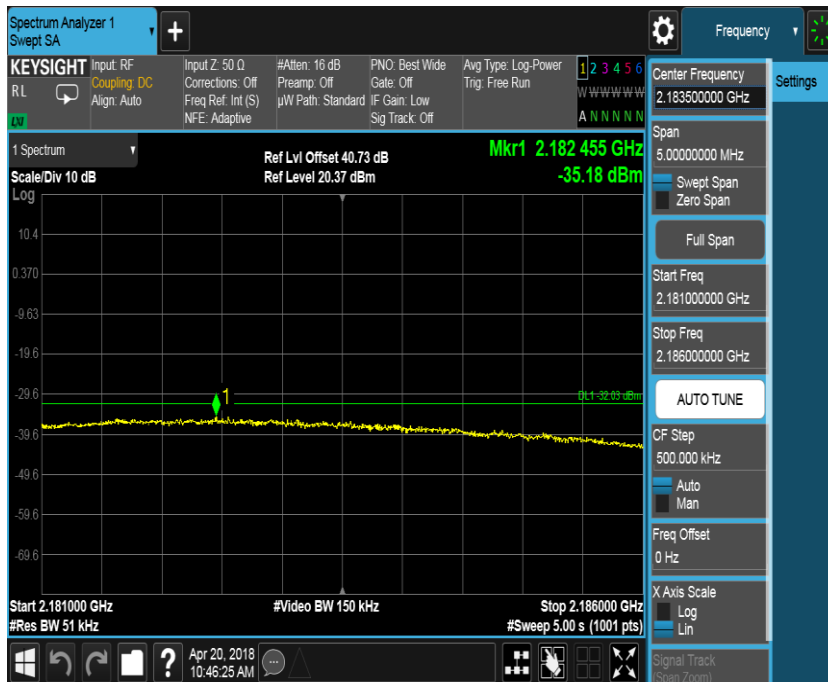 Spectrum Analyzer 1
Swept SA
Frequency
KEYSIGHT
RL
LXI
Input: RF
Coupling: DC
Align: Auto
Input Z: 50 Ω
Corrections: Off
Freq Ref: Int (S)
NFE: Adaptive
#Atten: 16 dB
Preamp: Off
µW Path: Standard
PNO: Best Wide
Gate: Off
IF Gain: Low
Sig Track: Off
Avg Type: Log-Power
Trig: Free Run
1 2 3 4 5 6
W W W W W W
A N N N N N
Center Frequency
2.183500000 GHz
Settings
1 Spectrum
Scale/Div 10 dB
Log
Ref Lvl Offset 40.73 dB
Ref Level 20.37 dBm
Mkr1 2.182 455 GHz
-35.18 dBm
10.4
0.370
-9.63
-19.6
-29.6
-39.6
-49.6
-59.6
-69.6
1
DL1 -32.03 dBm
Start 2.181000 GHz
#Res BW 51 kHz
#Video BW 150 kHz
Stop 2.186000 GHz
#Sweep 5.00 s (1001 pts)
Span
5.00000000 MHz
Swept Span
Zero Span
Full Span
Start Freq
2.181000000 GHz
Stop Freq
2.186000000 GHz
AUTO TUNE
CF Step
500.000 kHz
Auto
Man
Freq Offset
0 Hz
X Axis Scale
Log
Lin
Signal Track
(Span Zoom)
?
Apr 20, 2018
10:46:25 AM